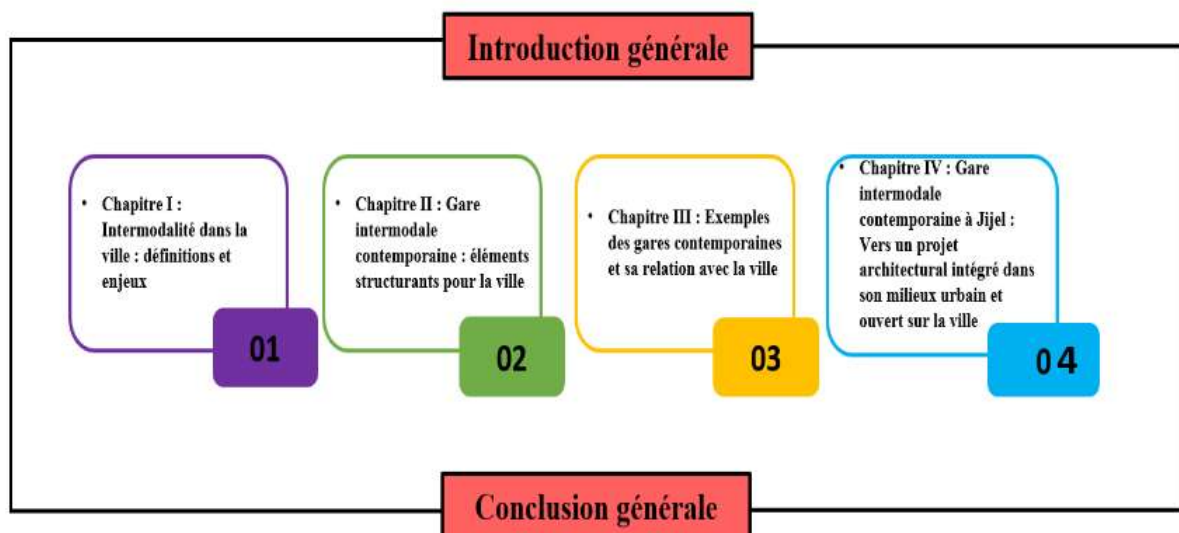 Introduction générale
• Chapitre I :
Intermodalité dans la
ville : définitions et
enjeux
01
• Chapitre II : Gare
intermodale
contemporaine : éléments
structurants pour la ville
02
• Chapitre III : Exemples
des gares contemporaines
et sa relation avec la ville
03
• Chapitre IV : Gare
intermodale
contemporaine à Jijel :
Vers un projet
architectural intégré dans
son milieux urbain et
ouvert sur la ville
04
Conclusion générale